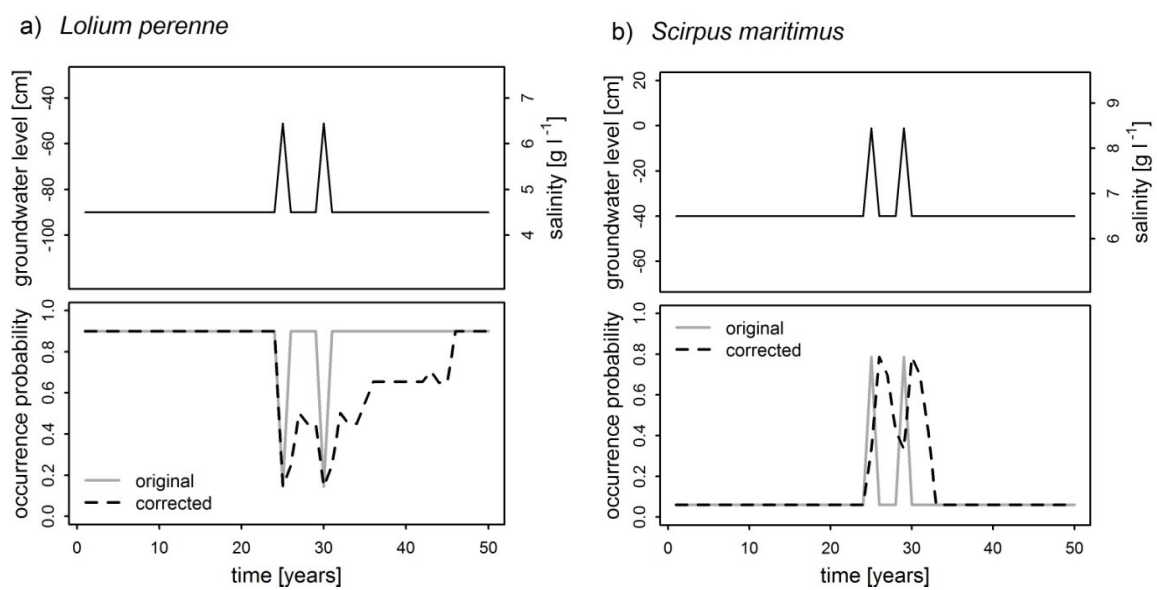 a) Lolium perenne
groundwater level [cm]
-40
-60
-80
-100
7
6
5
4
salinity [g l⁻¹]
occurrence probability
1.0
0.8
0.6
0.4
0.2
0.0
original
corrected
0 10 20 30 40 50
time [years]
b) Scirpus maritimus
groundwater level [cm]
20
0
-20
-40
-60
9
8
7
6
salinity [g l⁻¹]
occurrence probability
1.0
0.8
0.6
0.4
0.2
0.0
original
corrected
0 10 20 30 40 50
time [years]